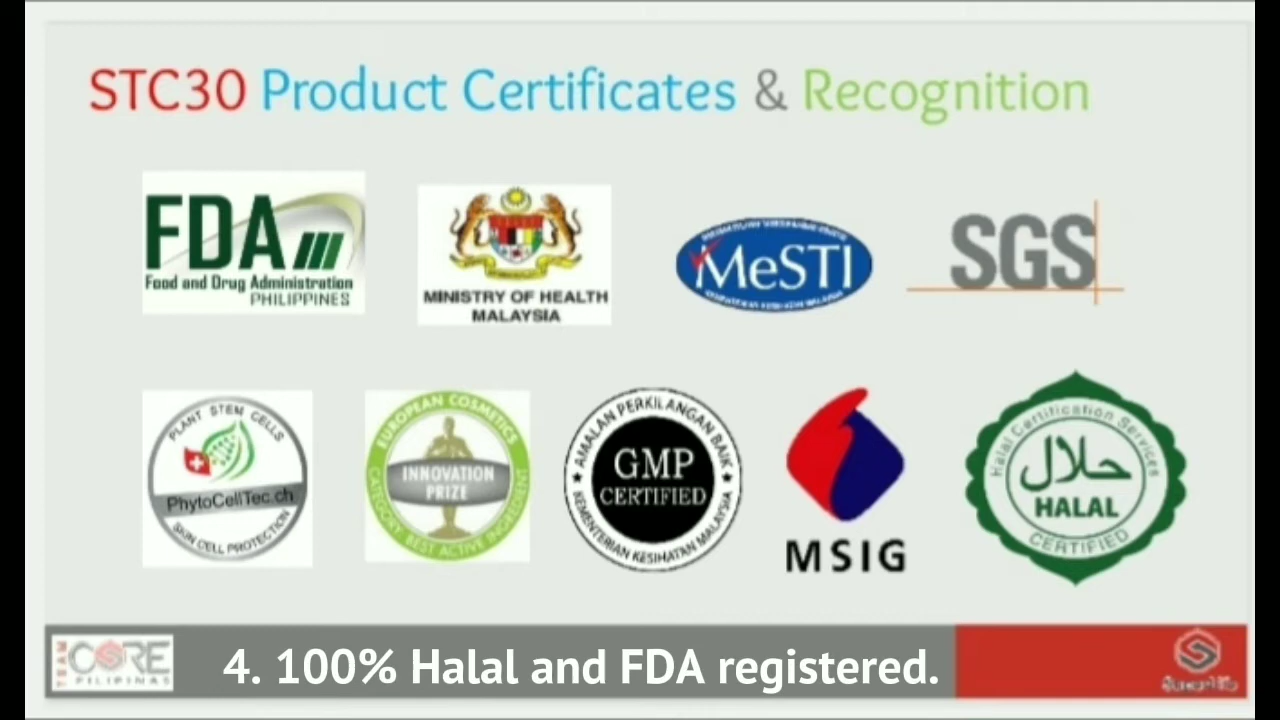 STC30 Product Certificates & Recognition
FDA
Food and Drug Administration
PHILIPPINES
MINISTRY OF HEALTH
MALAYSIA
MeSTI
SGS
PLANT STEM CELLS
PhytoCellTec.ch
SKIN CELL PROTECTION
EUROPEAN COSMETICS
INNOVATION
PRIZE
CATEGORY BEST ACTIVE INGREDIENT
AMALAN PERKILANGAN BAIK
GMP
CERTIFIED
KEMENTERIAN KESIHATAN MALAYSIA
MSIG
Halal Certification Services
حلال
HALAL
CERTIFIED
TEAM
CORE
PILIPINAS
4. 100% Halal and FDA registered.